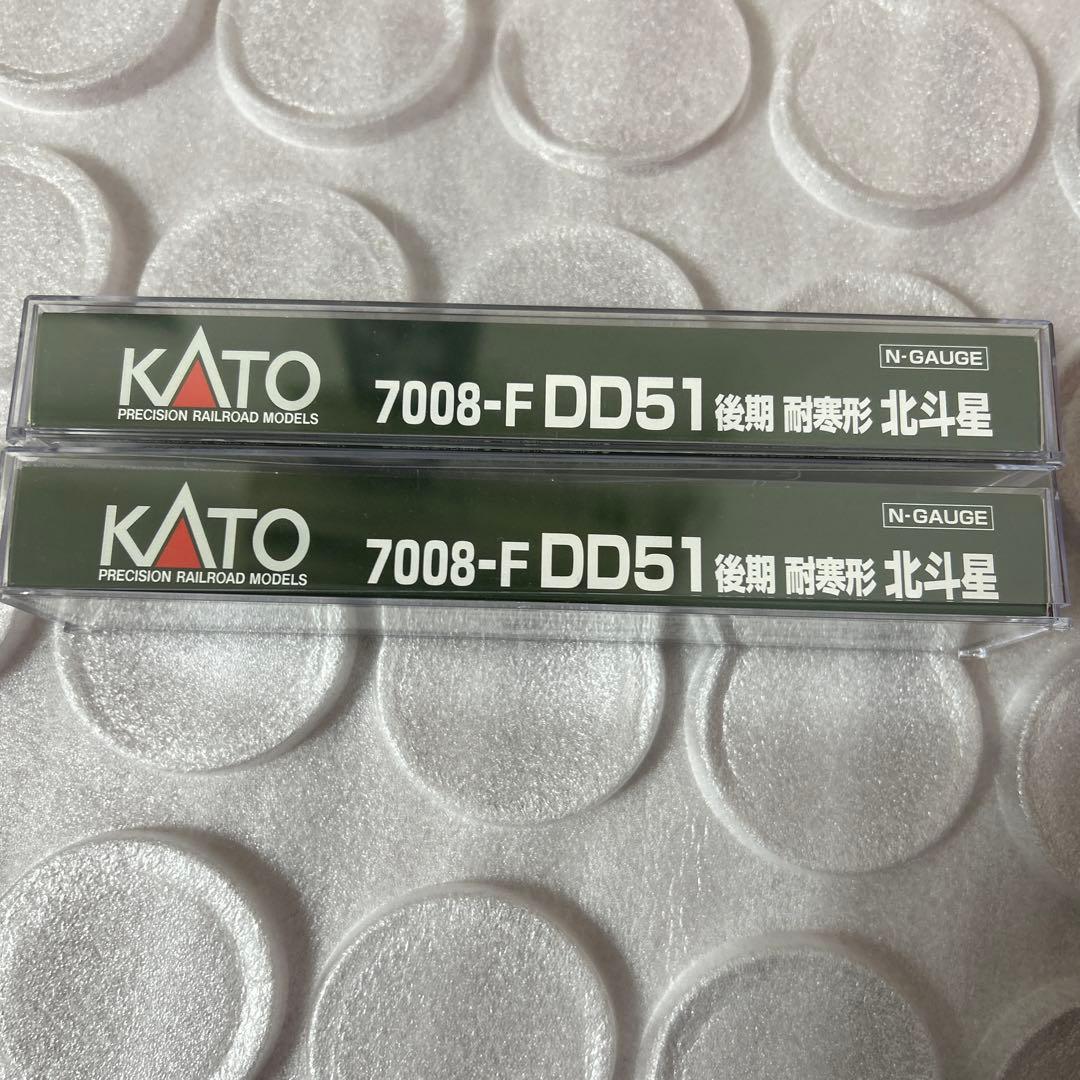 N-GAUGE
KATO
PRECISION RAILROAD MODELS
7008-F DD51 後期 耐寒形 北斗星
N-GAUGE
KATO
PRECISION RAILROAD MODELS
7008-F DD51 後期 耐寒形 北斗星